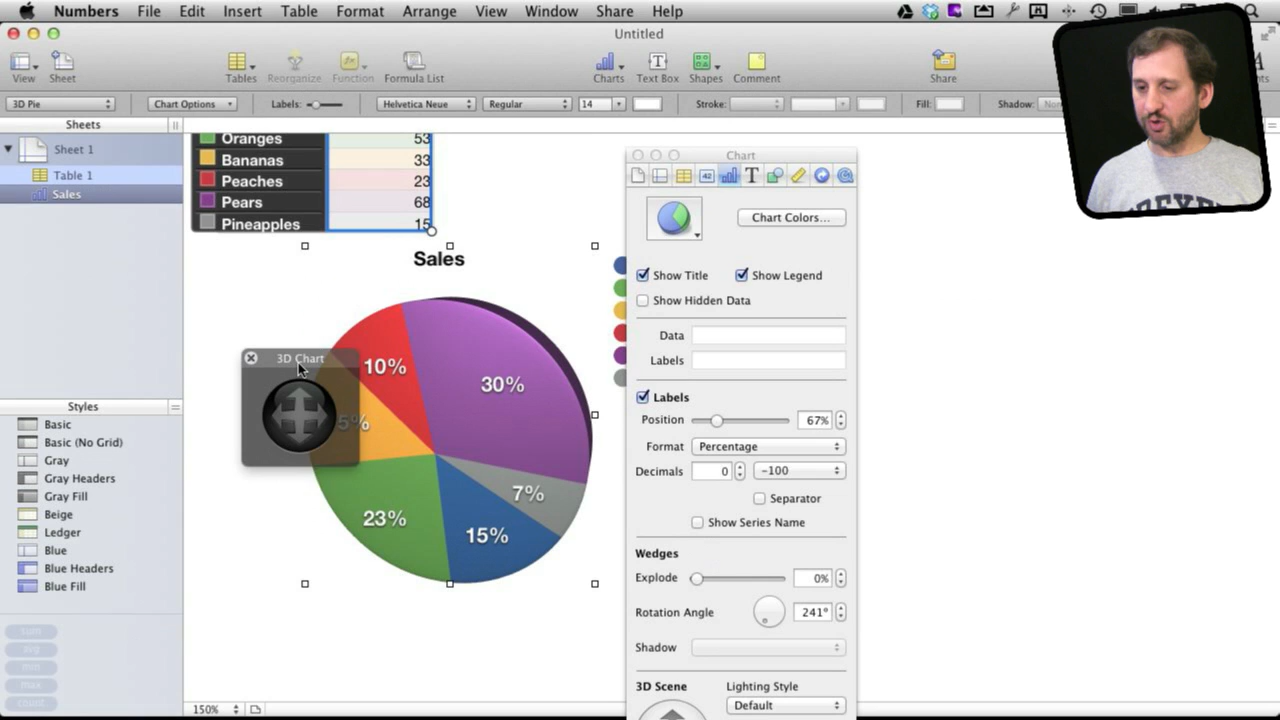 Numbers File Edit Insert Table Format Arrange View Window Share Help
Untitled
View Sheet Tables Reorganize Function Formula List Charts Text Box Shapes Comment Share
3D Pie Chart Options Labels: Helvetica Neue Regular 14 Stroke: Fill: Shadow:
Sheets
Sheet 1
Table 1
Sales
Oranges 53
Bananas 33
Peaches 23
Pears 68
Pineapples 15
Sales
3D Chart
10%
30%
5%
7%
23%
15%
Chart
42
T
Chart Colors...
Show Title Show Legend
Show Hidden Data
Data
Labels
Labels
Position 67%
Format Percentage
Decimals 0 -100
Separator
Show Series Name
Wedges
Explode 0%
Rotation Angle 241°
Shadow
3D Scene Lighting Style
Default
Styles
Basic
Basic (No Grid)
Gray
Gray Headers
Gray Fill
Beige
Ledger
Blue
Blue Headers
Blue Fill
sum
avg
min
max
count
150%